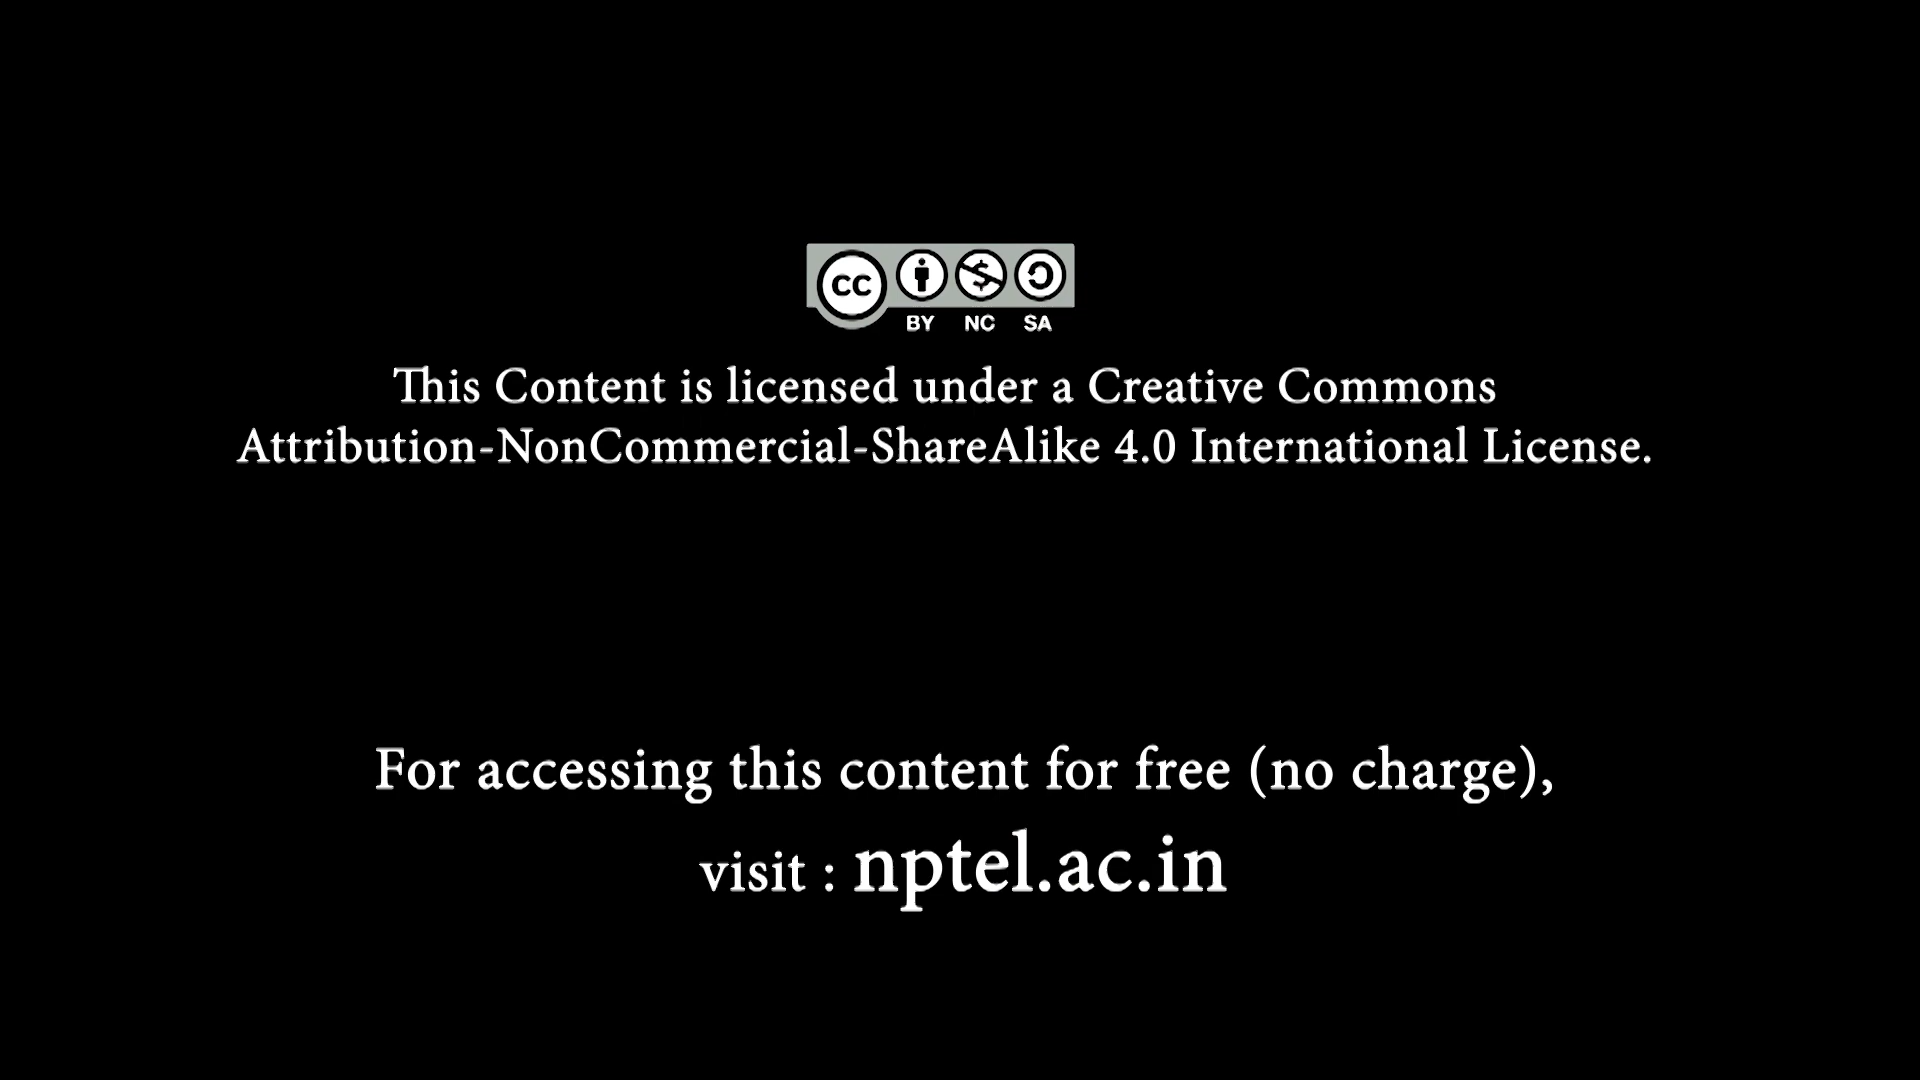 cc
BY NC SA
This Content is licensed under a Creative Commons
Attribution-NonCommercial-ShareAlike 4.0 International License.
For accessing this content for free (no charge),
visit : nptel.ac.in